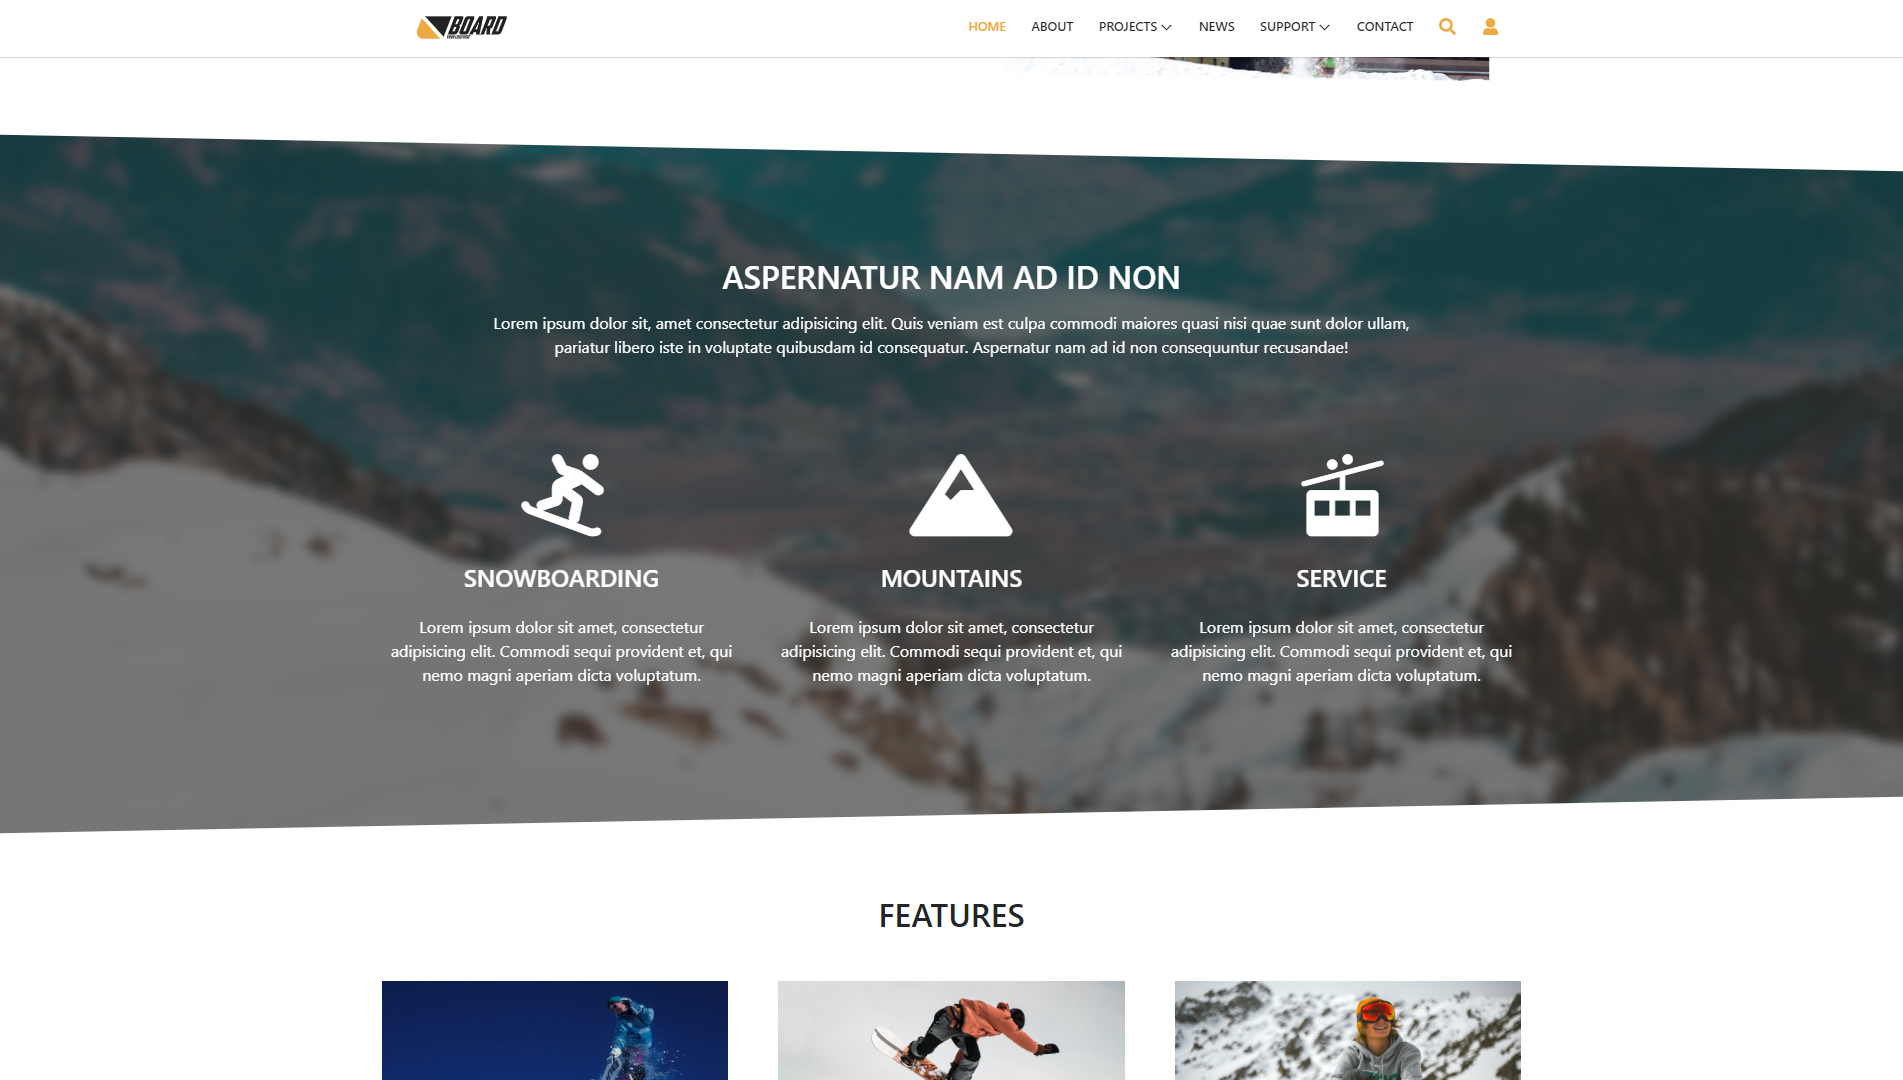 BOARD
HOME
ABOUT
PROJECTS
NEWS
SUPPORT
CONTACT
ASPERNATUR NAM AD ID NON
Lorem ipsum dolor sit, amet consectetur adipisicing elit. Quis veniam est culpa commodi maiores quasi nisi quae sunt dolor ullam,
pariatur libero iste in voluptate quibusdam id consequatur. Aspernatur nam ad id non consequuntur recusandae!
SNOWBOARDING
Lorem ipsum dolor sit amet, consectetur
adipisicing elit. Commodi sequi provident et, qui
nemo magni aperiam dicta voluptatum.
MOUNTAINS
Lorem ipsum dolor sit amet, consectetur
adipisicing elit. Commodi sequi provident et, qui
nemo magni aperiam dicta voluptatum.
SERVICE
Lorem ipsum dolor sit amet, consectetur
adipisicing elit. Commodi sequi provident et, qui
nemo magni aperiam dicta voluptatum.
FEATURES